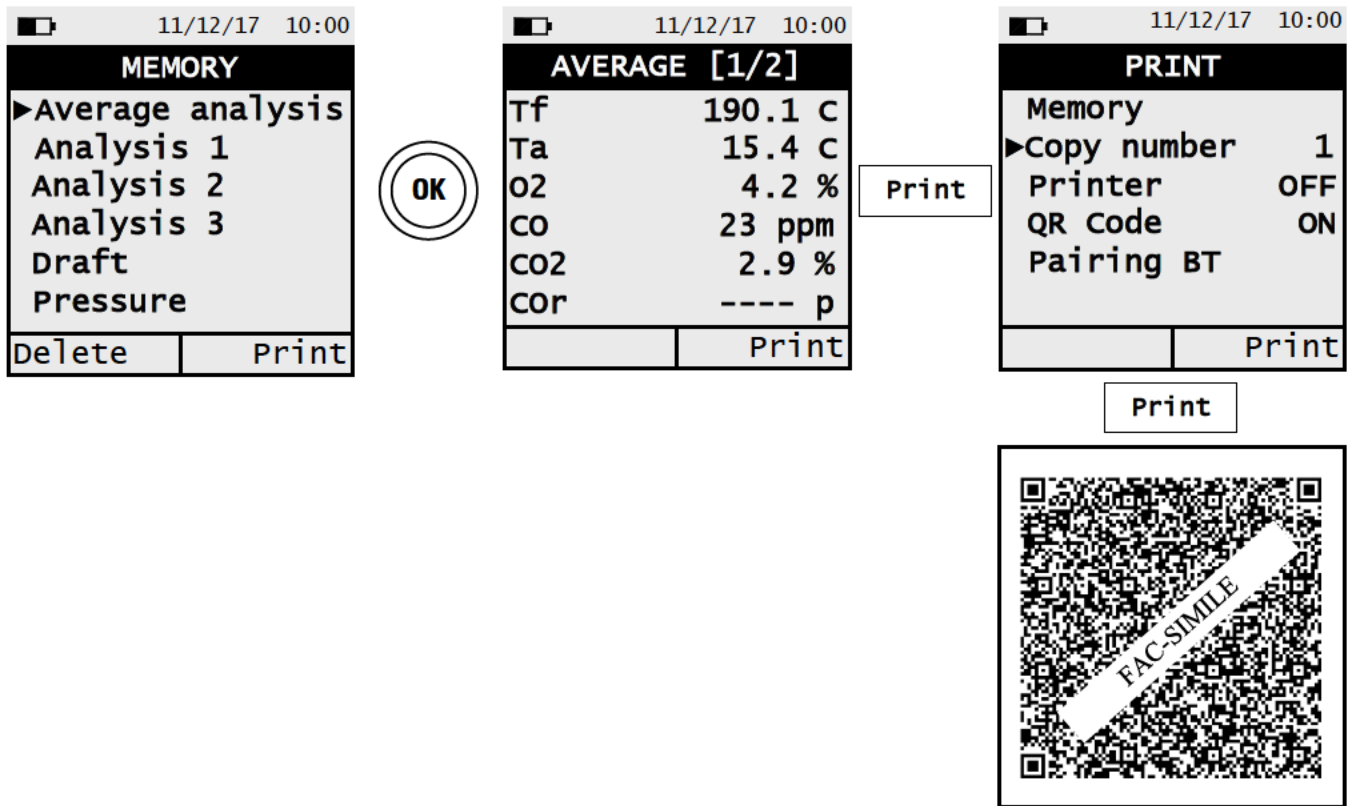 11/12/17 10:00
MEMORY
▶Average analysis
Analysis 1
Analysis 2
Analysis 3
Draft
Pressure
Delete Print
OK
11/12/17 10:00
AVERAGE [1/2]
Tf 190.1 C
Ta 15.4 C
O2 4.2 %
CO 23 ppm
CO2 2.9 %
COr ---- p
Print
Print
11/12/17 10:00
PRINT
Memory
▶Copy number 1
Printer OFF
QR Code ON
Pairing BT
Print
Print
FAC-SIMILE